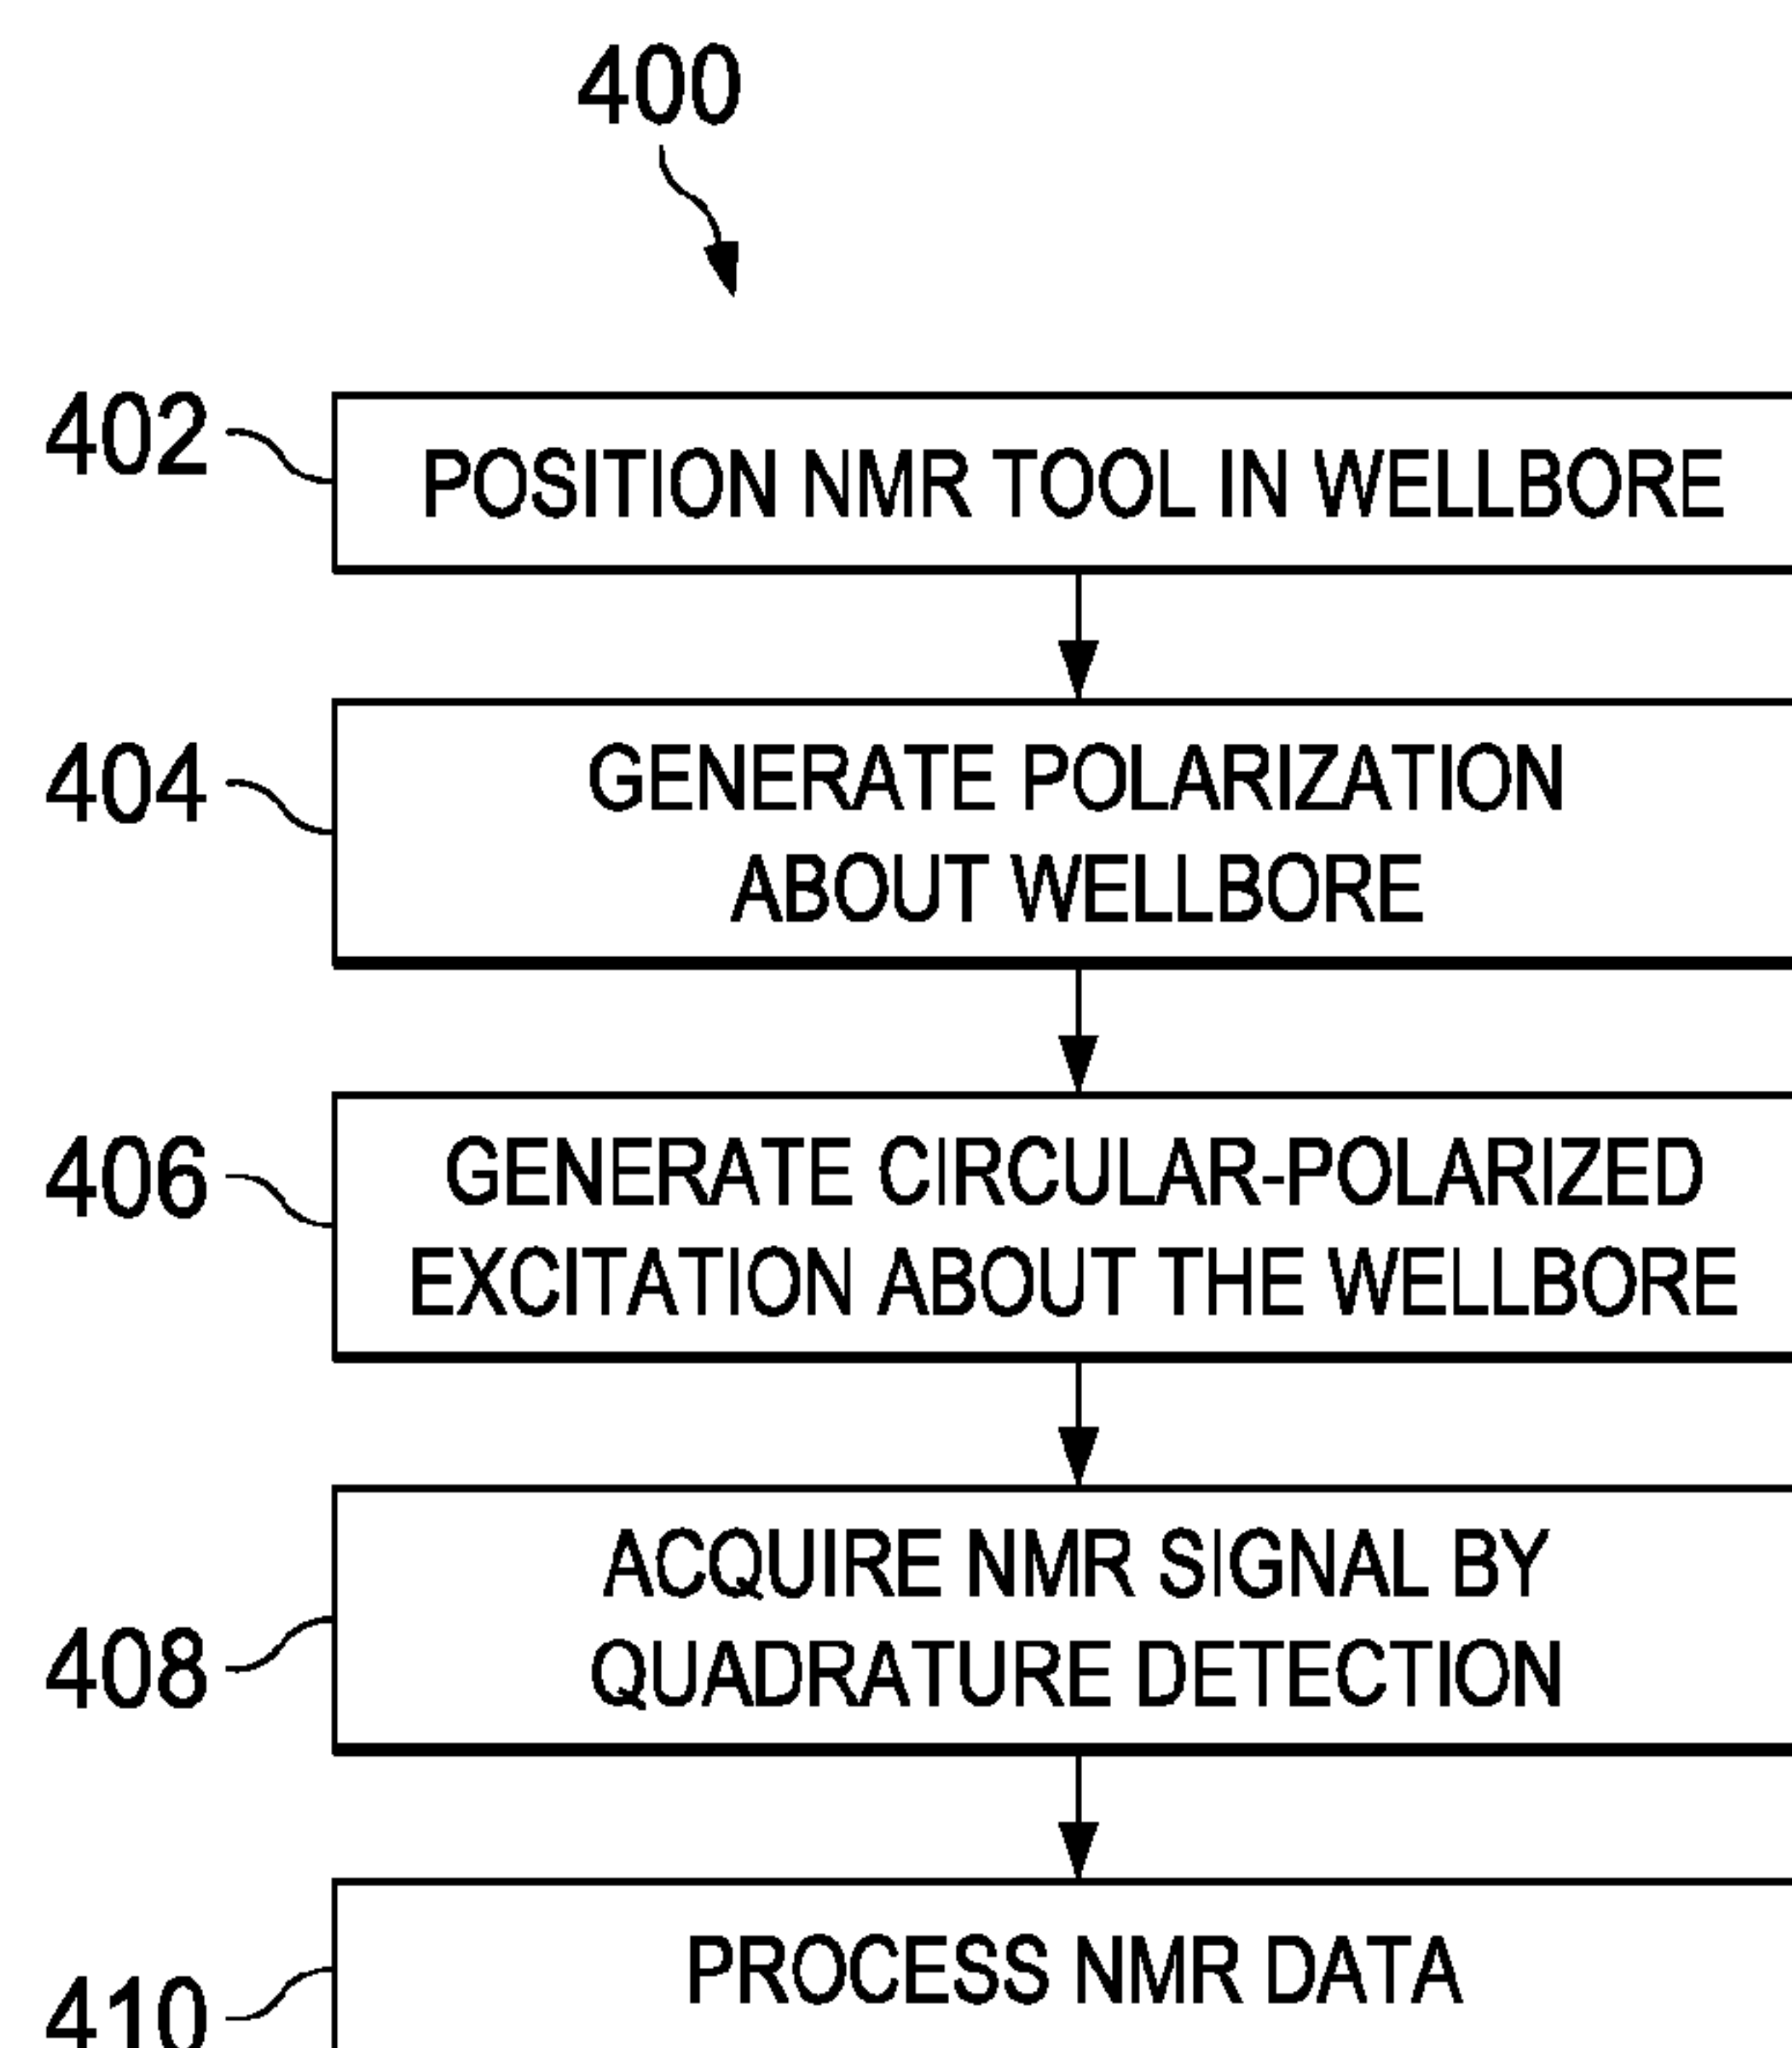 400
402
POSITION NMR TOOL IN WELLBORE
404
GENERATE POLARIZATION
ABOUT WELLBORE
406
GENERATE CIRCULAR-POLARIZED
EXCITATION ABOUT THE WELLBORE
408
ACQUIRE NMR SIGNAL BY
QUADRATURE DETECTION
410
PROCESS NMR DATA